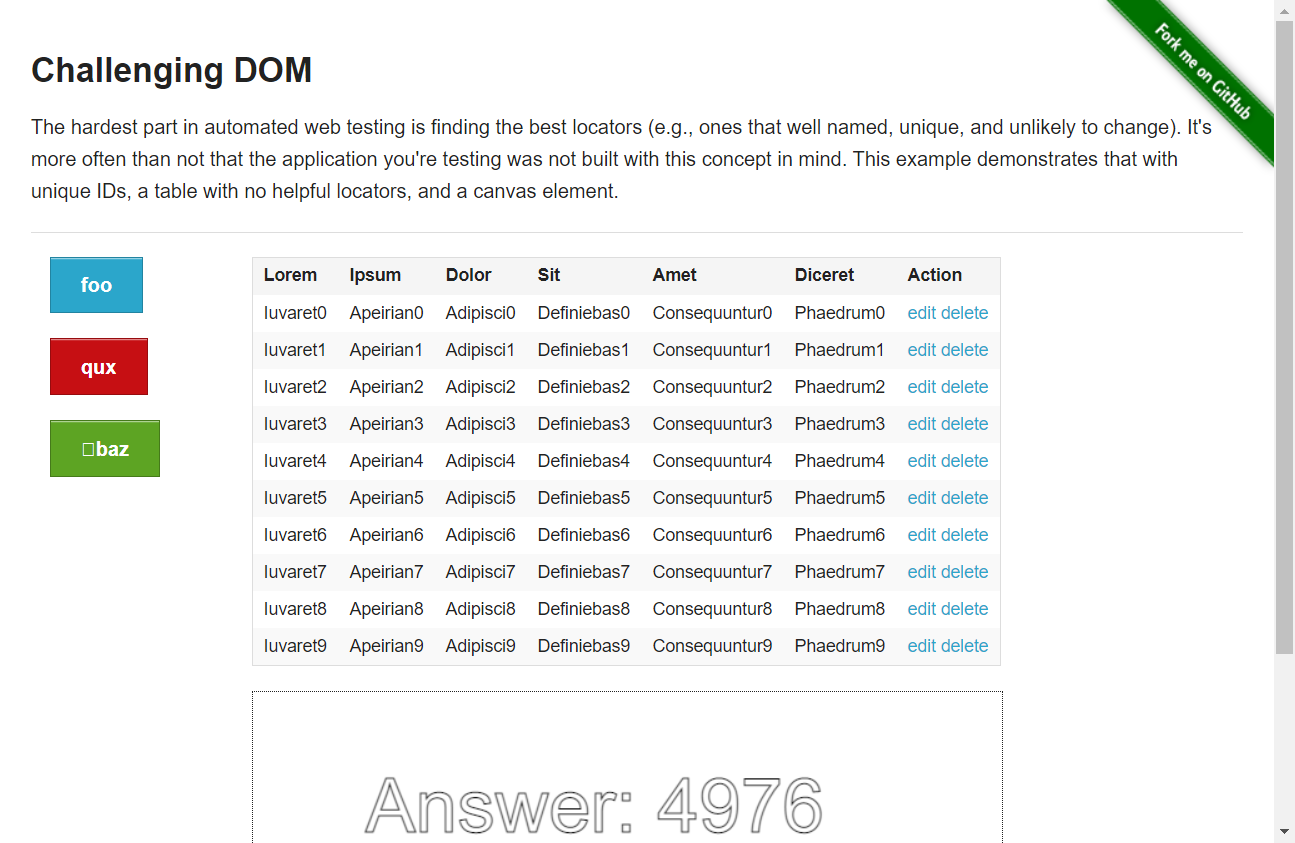 Fork me on GitHub
Challenging DOM
The hardest part in automated web testing is finding the best locators (e.g., ones that well named, unique, and unlikely to change). It's
more often than not that the application you're testing was not built with this concept in mind. This example demonstrates that with
unique IDs, a table with no helpful locators, and a canvas element.
foo
qux
baz
Lorem Ipsum Dolor Sit Amet Diceret Action
Iuvaret0 Apeirian0 Adipisci0 Definiebas0 Consequuntur0 Phaedrum0 edit delete
Iuvaret1 Apeirian1 Adipisci1 Definiebas1 Consequuntur1 Phaedrum1 edit delete
Iuvaret2 Apeirian2 Adipisci2 Definiebas2 Consequuntur2 Phaedrum2 edit delete
Iuvaret3 Apeirian3 Adipisci3 Definiebas3 Consequuntur3 Phaedrum3 edit delete
Iuvaret4 Apeirian4 Adipisci4 Definiebas4 Consequuntur4 Phaedrum4 edit delete
Iuvaret5 Apeirian5 Adipisci5 Definiebas5 Consequuntur5 Phaedrum5 edit delete
Iuvaret6 Apeirian6 Adipisci6 Definiebas6 Consequuntur6 Phaedrum6 edit delete
Iuvaret7 Apeirian7 Adipisci7 Definiebas7 Consequuntur7 Phaedrum7 edit delete
Iuvaret8 Apeirian8 Adipisci8 Definiebas8 Consequuntur8 Phaedrum8 edit delete
Iuvaret9 Apeirian9 Adipisci9 Definiebas9 Consequuntur9 Phaedrum9 edit delete
Answer: 4976